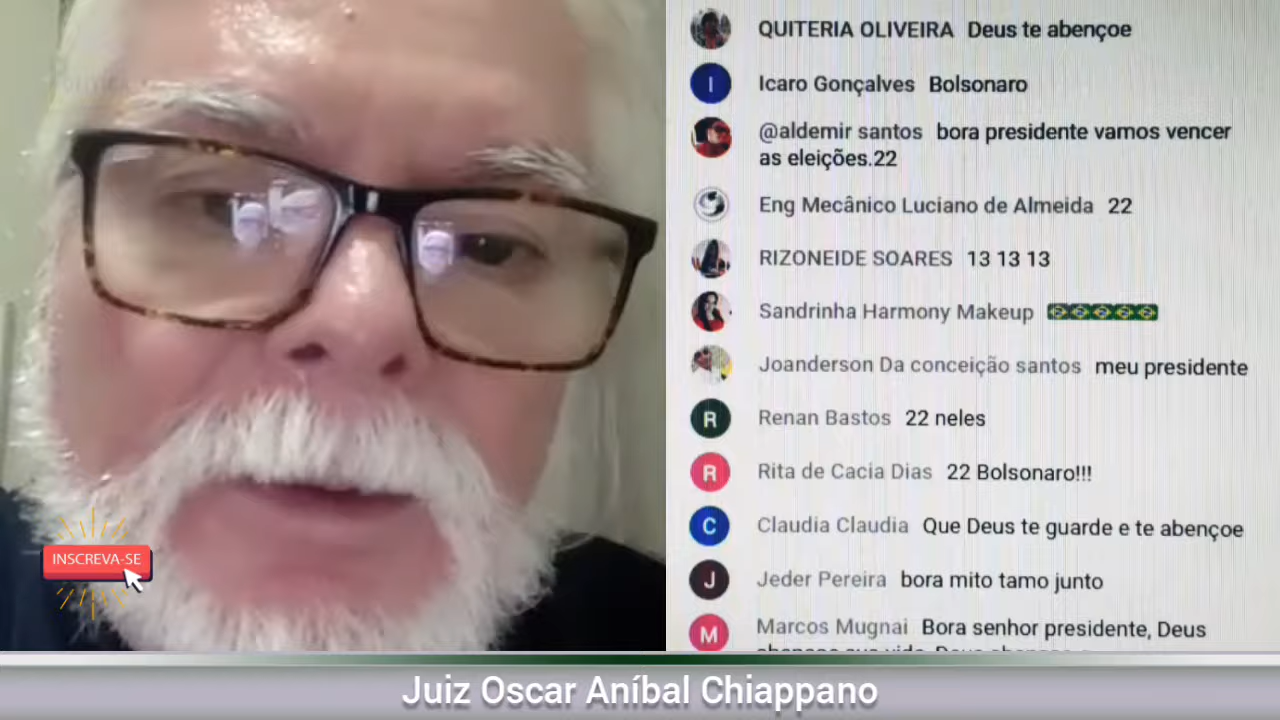 INSCREVA-SE
QUITERIA OLIVEIRA Deus te abençoe
I
Icaro Gonçalves Bolsonaro
@aldemir santos bora presidente vamos vencer
as eleições.22
Eng Mecânico Luciano de Almeida 22
RIZONEIDE SOARES 13 13 13
Sandrinha Harmony Makeup
Joanderson Da conceição santos meu presidente
R
Renan Bastos 22 neles
R
Rita de Cacia Dias 22 Bolsonaro!!!
C
Claudia Claudia Que Deus te guarde e te abençoe
J
Jeder Pereira bora mito tamo junto
M
Marcos Mugnai Bora senhor presidente, Deus
Juiz Oscar Aníbal Chiappano